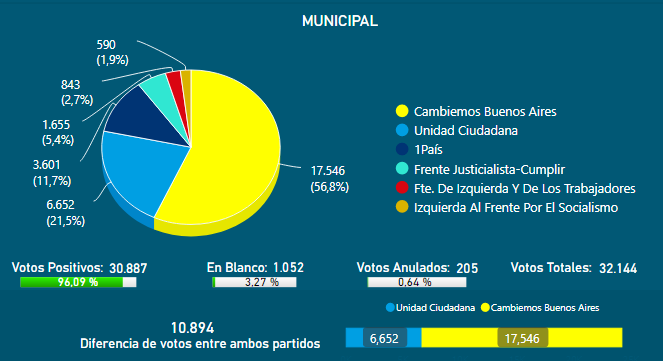 MUNICIPAL
590
(1,9%)
843
(2,7%)
1.655
(5,4%)
3.601
(11,7%)
6.652
(21,5%)
17.546
(56,8%)
Cambiemos Buenos Aires
Unidad Ciudadana
1País
Frente Justicialista-Cumplir
Fte. De Izquierda Y De Los Trabajadores
Izquierda Al Frente Por El Socialismo
Votos Positivos: 30.887
96,09 %
En Blanco: 1.052
3,27 %
Votos Anulados: 205
0,64 %
Votos Totales: 32.144
Unidad Ciudadana Cambiemos Buenos Aires
10.894
Diferencia de votos entre ambos partidos
6,652 17,546